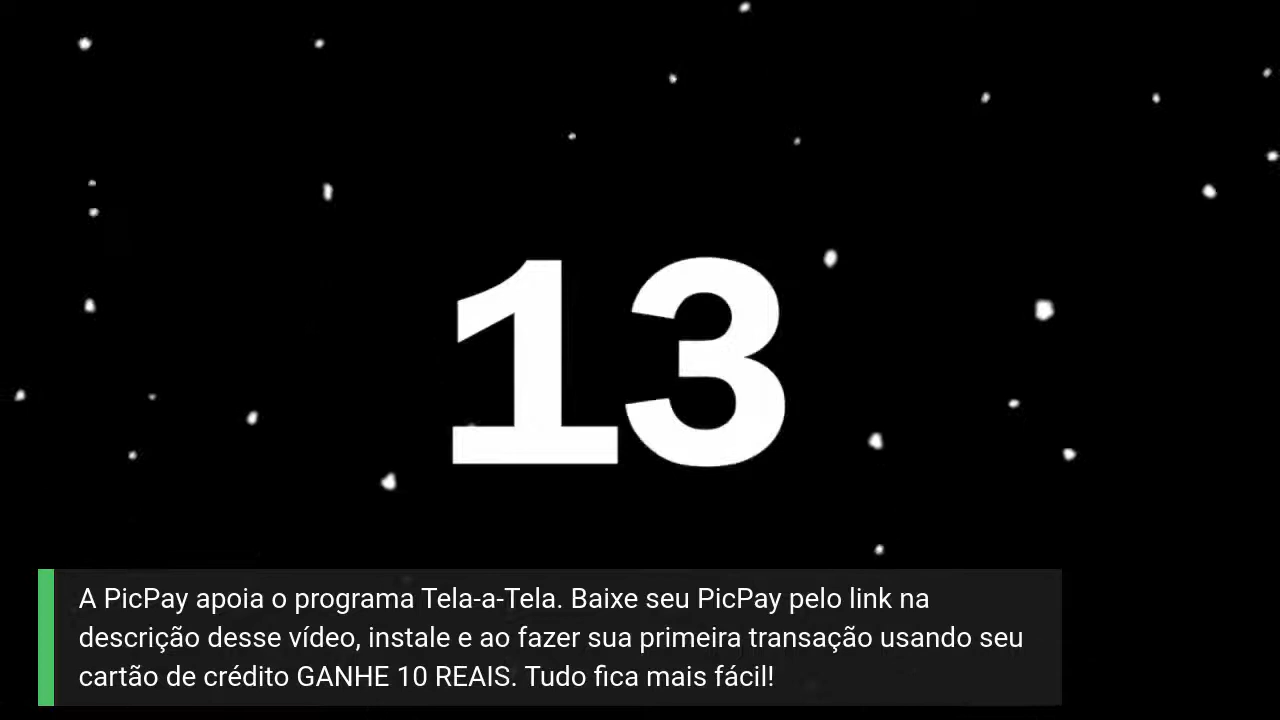 13
A PicPay apoia o programa Tela-a-Tela. Baixe seu PicPay pelo link na
descrição desse vídeo, instale e ao fazer sua primeira transação usando seu
cartão de crédito GANHE 10 REAIS. Tudo fica mais fácil!